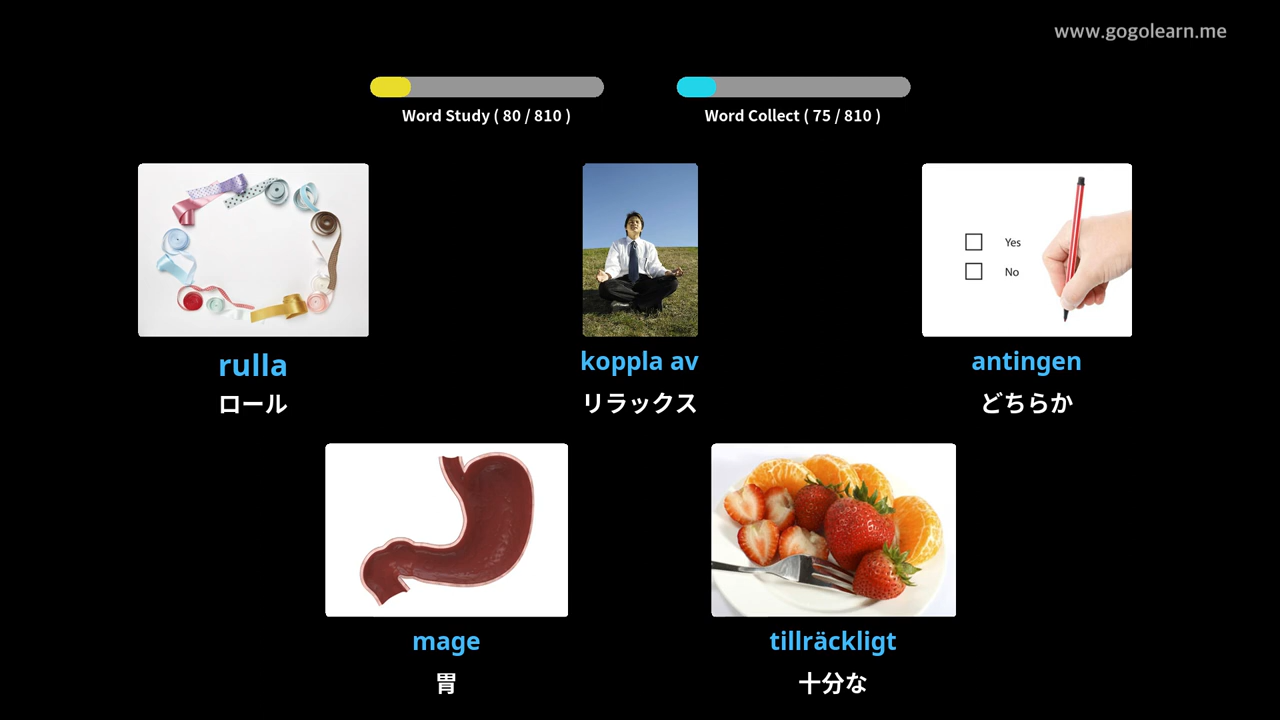 www.gogolearn.me
Word Study ( 80 / 810 )
Word Collect ( 75 / 810 )
Yes
No
rulla
koppla av
antingen
ロール
リラックス
どちらか
mage
tillräckligt
胃
十分な